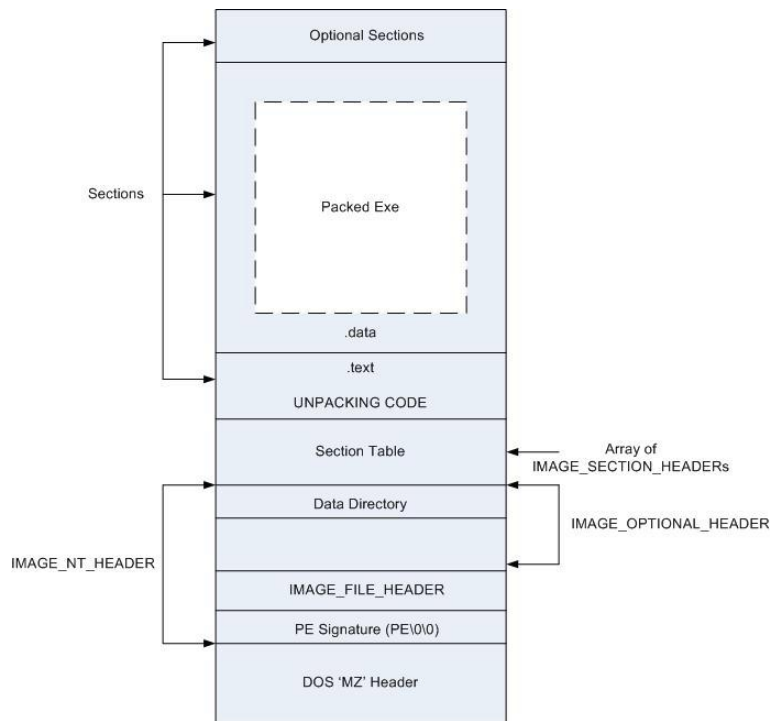 Optional Sections
Sections
Packed Exe
.data
.text
UNPACKING CODE
Section Table
Array of
IMAGE_SECTION_HEADERs
Data Directory
IMAGE_OPTIONAL_HEADER
IMAGE_NT_HEADER
IMAGE_FILE_HEADER
PE Signature (PE\0\0)
DOS ‘MZ’ Header